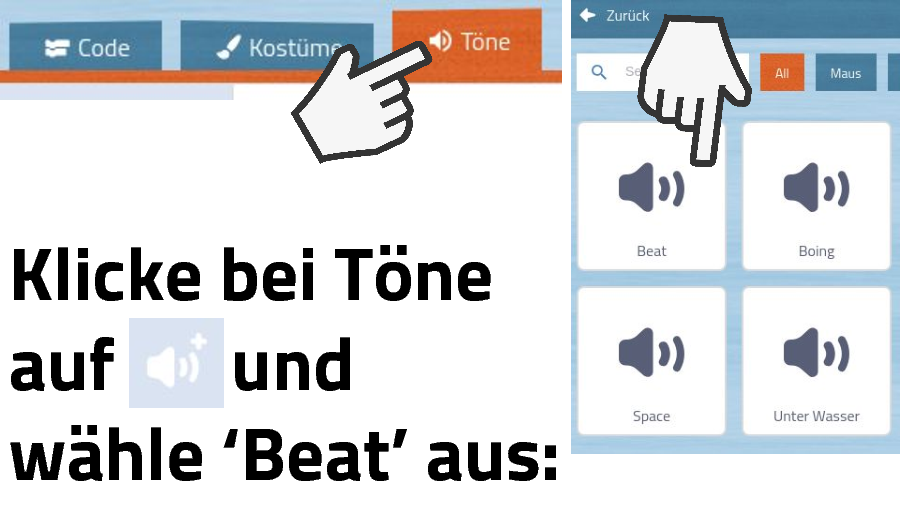 Code
Kostüme
Töne
Klicke bei Töne
auf und
wähle ‘Beat’ aus:
Zurück
All
Maus
Beat
Boing
Space
Unter Wasser